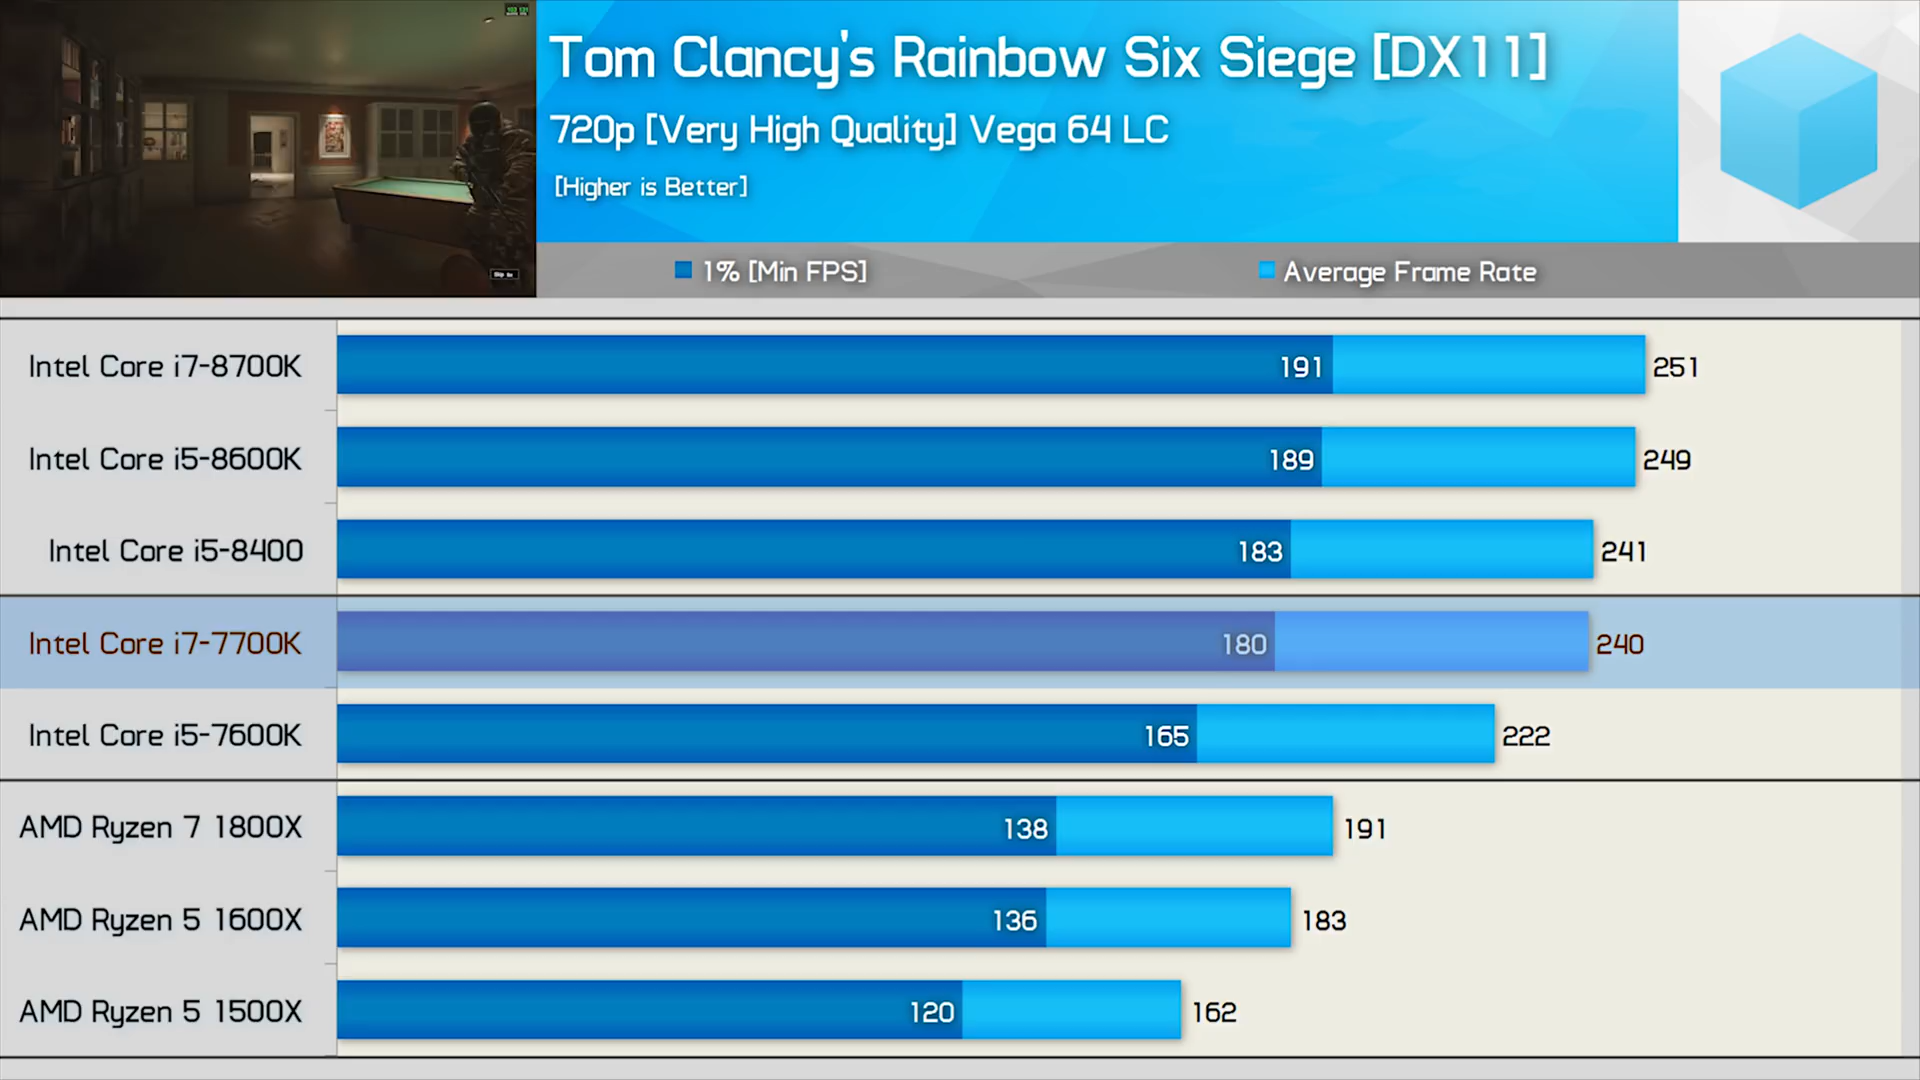 Tom Clancy's Rainbow Six Siege [DX11]
720p [Very High Quality] Vega 64 LC
[Higher is Better]
1% [Min FPS] Average Frame Rate
Intel Core i7-8700K 191 251
Intel Core i5-8600K 189 249
Intel Core i5-8400 183 241
Intel Core i7-7700K 180 240
Intel Core i5-7600K 165 222
AMD Ryzen 7 1800X 138 191
AMD Ryzen 5 1600X 136 183
AMD Ryzen 5 1500X 120 162